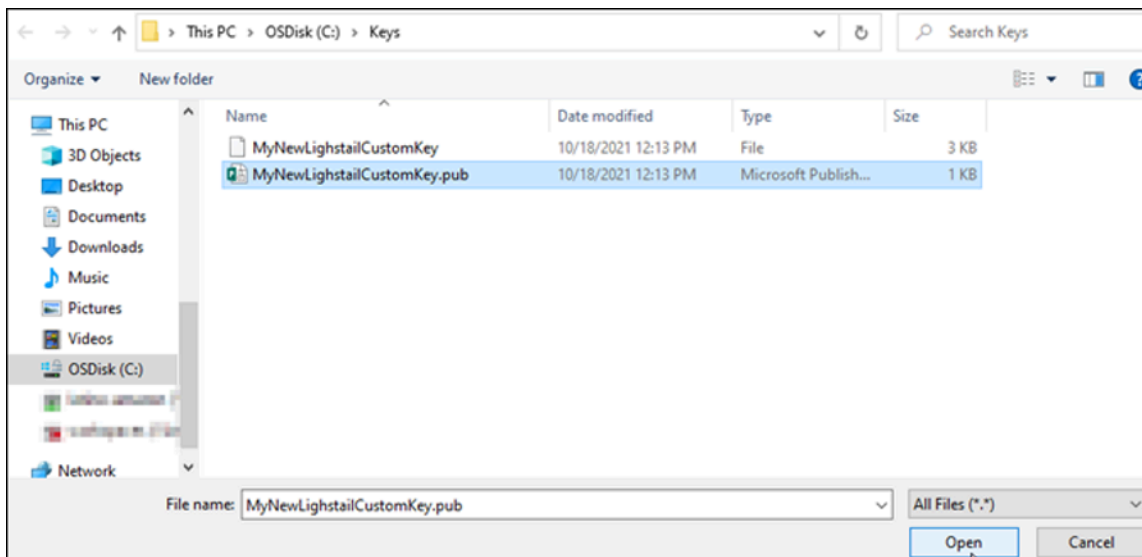 This PC > OSDisk (C:) > Keys
Search Keys
Organize
New folder
Name
Date modified
Type
Size
MyNewLighstailCustomKey
10/18/2021 12:13 PM
File
3 KB
MyNewLighstailCustomKey.pub
10/18/2021 12:13 PM
Microsoft Publish...
1 KB
This PC
3D Objects
Desktop
Documents
Downloads
Music
Pictures
Videos
OSDisk (C:)
Network
File name:
MyNewLighstailCustomKey.pub
All Files (*.*)
Open
Cancel